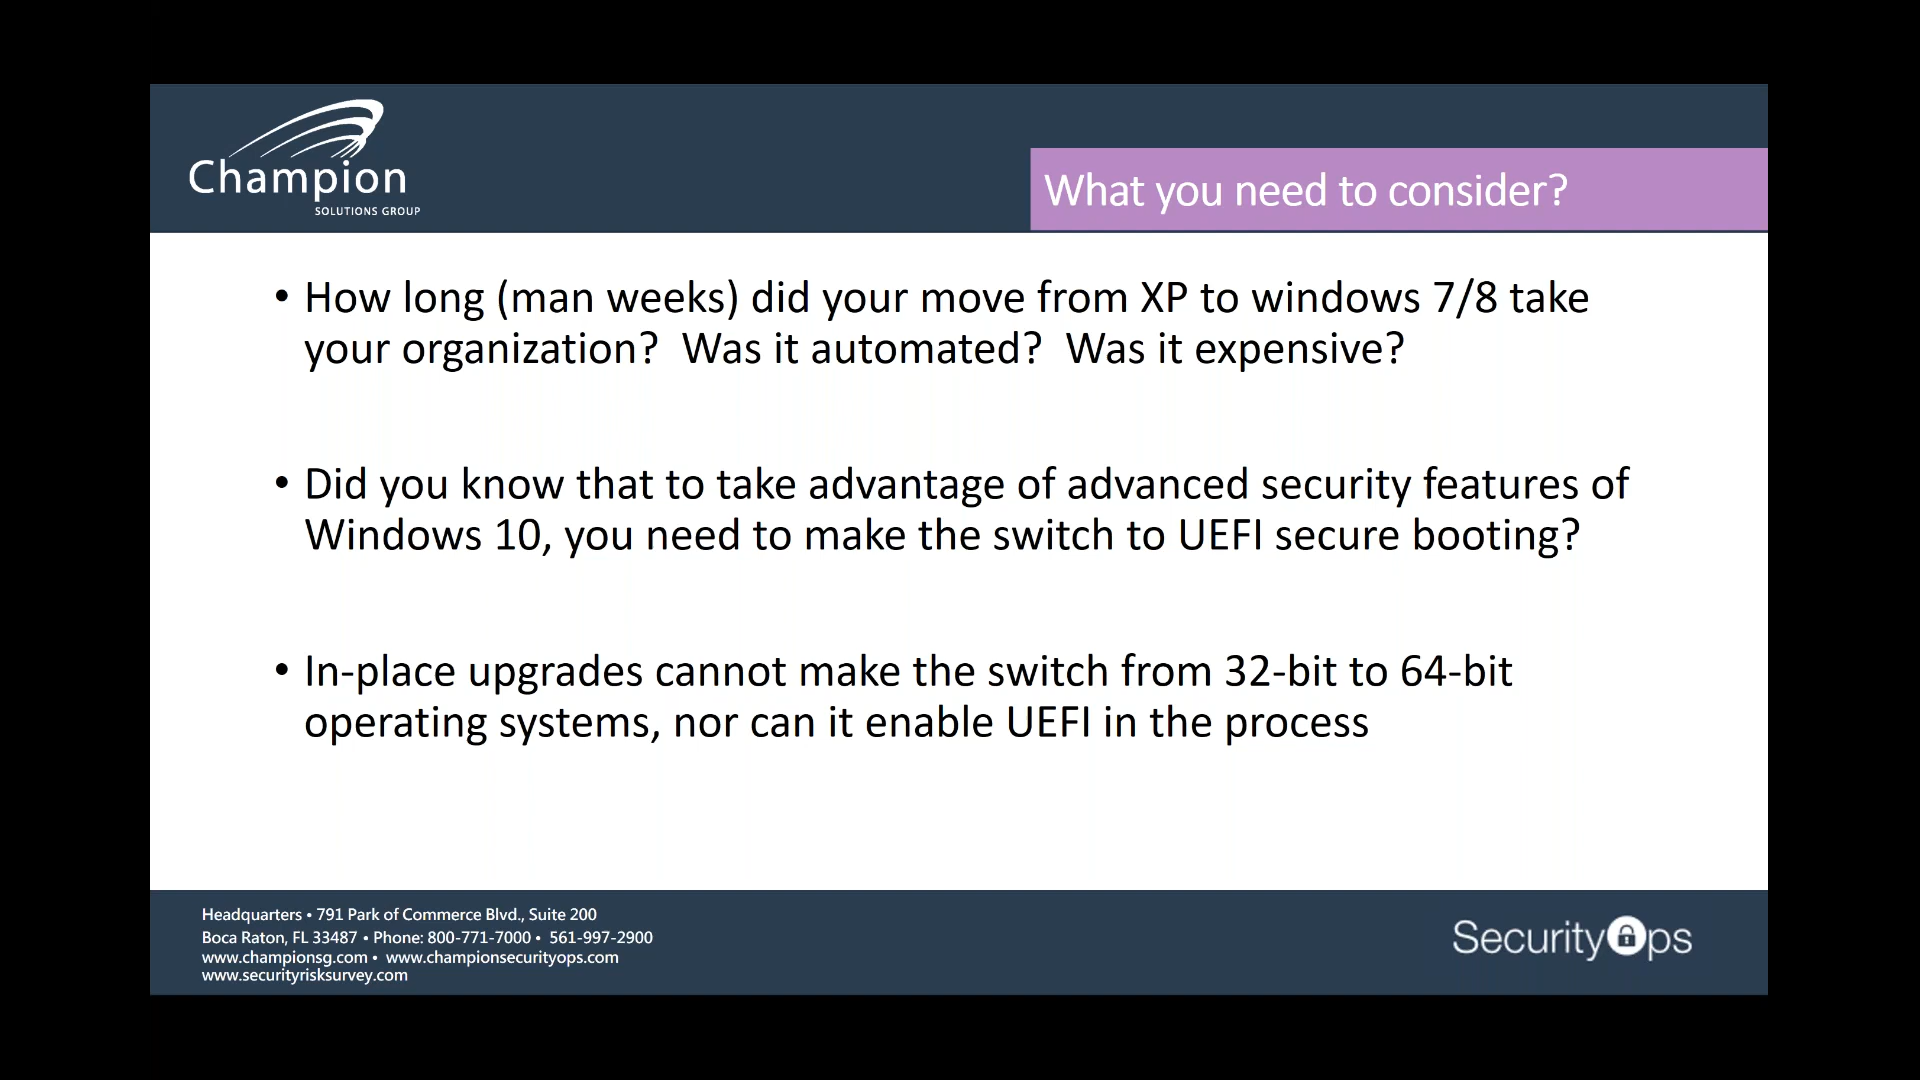 Champion
SOLUTIONS GROUP
What you need to consider?
• How long (man weeks) did your move from XP to windows 7/8 take
your organization?  Was it automated?  Was it expensive?
• Did you know that to take advantage of advanced security features of
Windows 10, you need to make the switch to UEFI secure booting?
• In-place upgrades cannot make the switch from 32-bit to 64-bit
operating systems, nor can it enable UEFI in the process
Headquarters • 791 Park of Commerce Blvd., Suite 200
Boca Raton, FL 33487 • Phone: 800-771-7000 •  561-997-2900
www.championsg.com •  www.championsecurityops.com
www.securityrisksurvey.com
SecurityOps